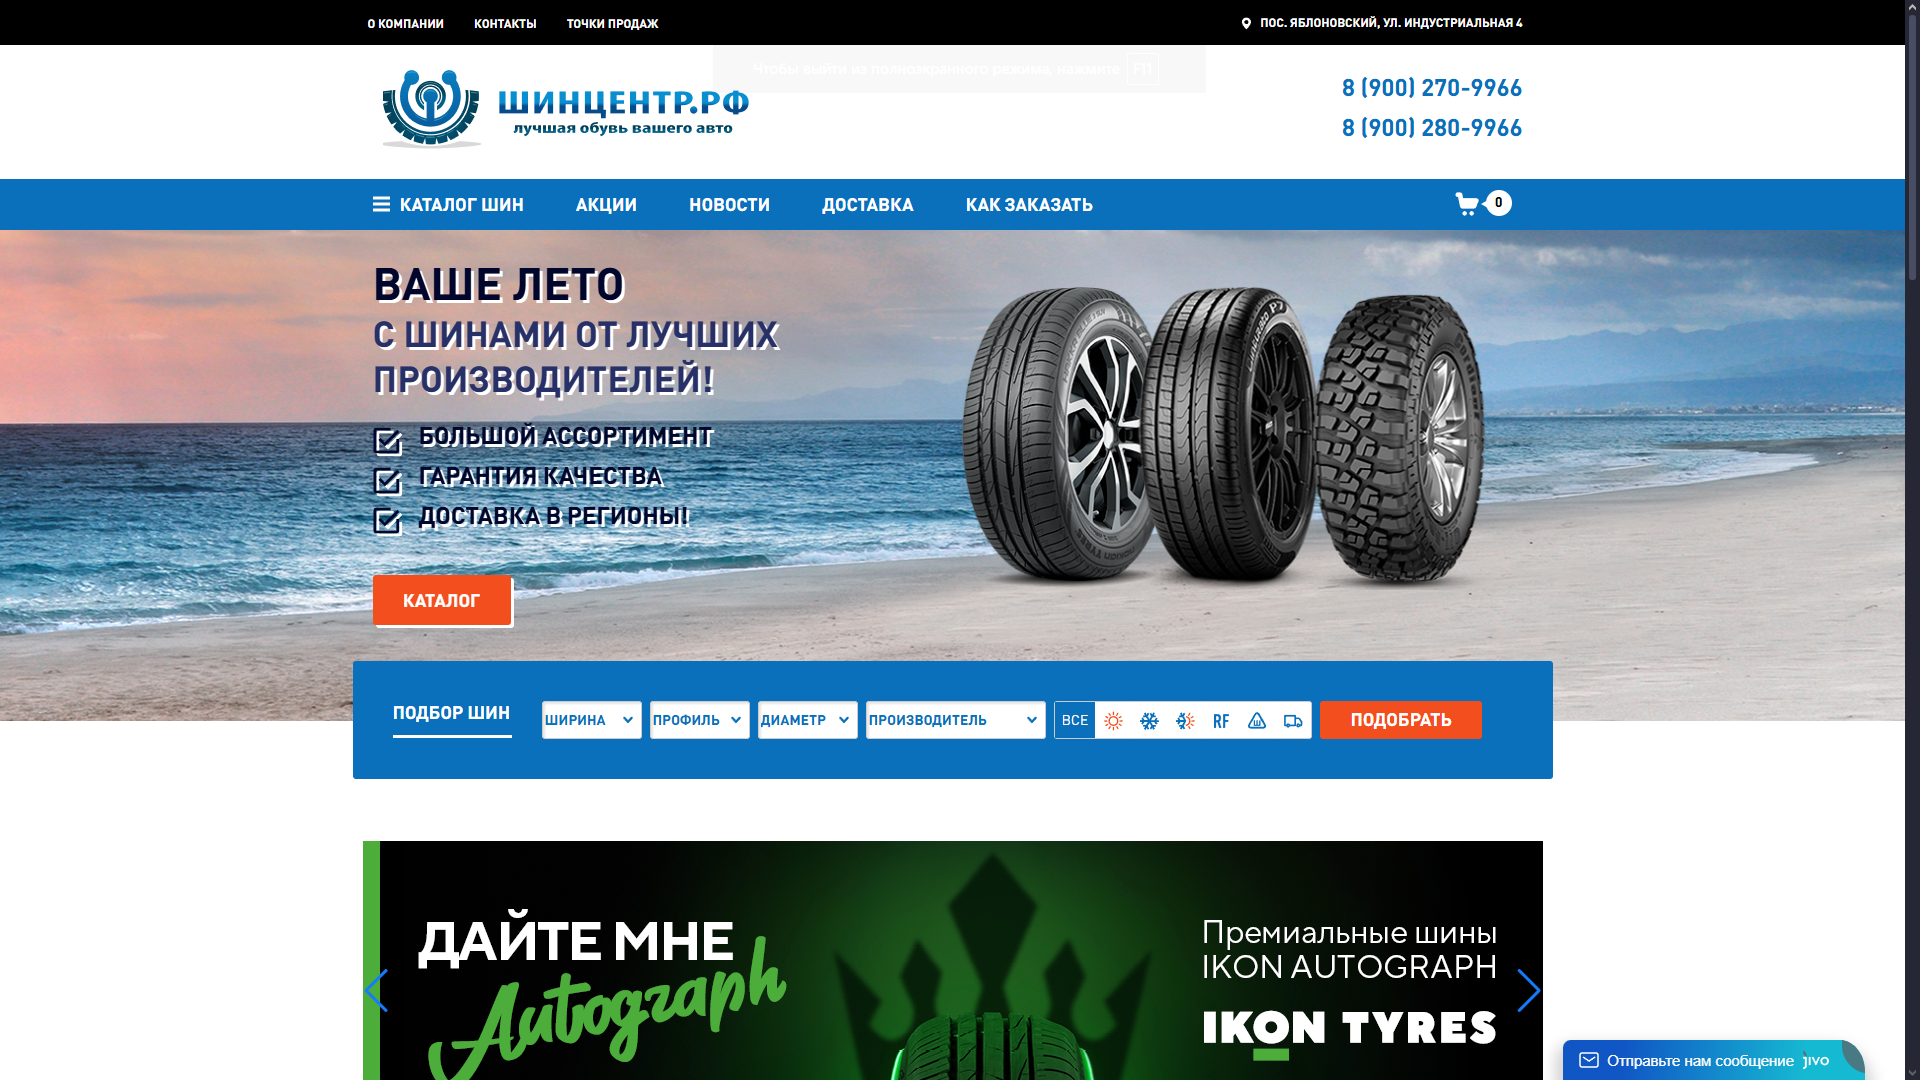 О КОМПАНИИ КОНТАКТЫ ТОЧКИ ПРОДАЖ
ПОС. ЯБЛОНОВСКИЙ, УЛ. ИНДУСТРИАЛЬНАЯ 4
Чтобы выйти из полноэкранного режима, нажмите F11
ШИНЦЕНТР.РФ
лучшая обувь вашего авто
8 (900) 270-9966
8 (900) 280-9966
КАТАЛОГ ШИН АКЦИИ НОВОСТИ ДОСТАВКА КАК ЗАКАЗАТЬ 0
ВАШЕ ЛЕТО
С ШИНАМИ ОТ ЛУЧШИХ
ПРОИЗВОДИТЕЛЕЙ!
БОЛЬШОЙ АССОРТИМЕНТ
ГАРАНТИЯ КАЧЕСТВА
ДОСТАВКА В РЕГИОНЫ!
КАТАЛОГ
ПОДБОР ШИН ШИРИНА ПРОФИЛЬ ДИАМЕТР ПРОИЗВОДИТЕЛЬ ВСЕ RF ПОДОБРАТЬ
ДАЙТЕ МНЕ
Autograph
Премиальные шины
IKON AUTOGRAPH
IKON TYRES
Отправьте нам сообщение jivo